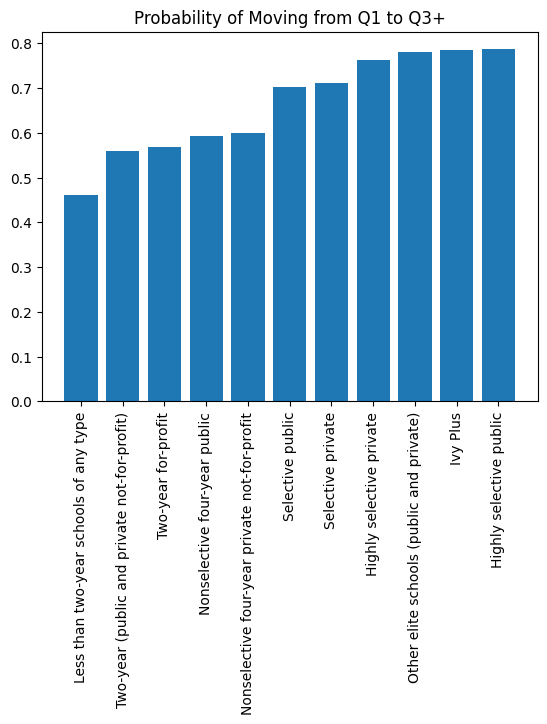 Probability of Moving from Q1 to Q3+
0.8
0.7
0.6
0.5
0.4
0.3
0.2
0.1
0.0
Less than two-year schools of any type
Two-year (public and private not-for-profit)
Two-year for-profit
Nonselective four-year public
Nonselective four-year private not-for-profit
Selective public
Selective private
Highly selective private
Other elite schools (public and private)
Ivy Plus
Highly selective public